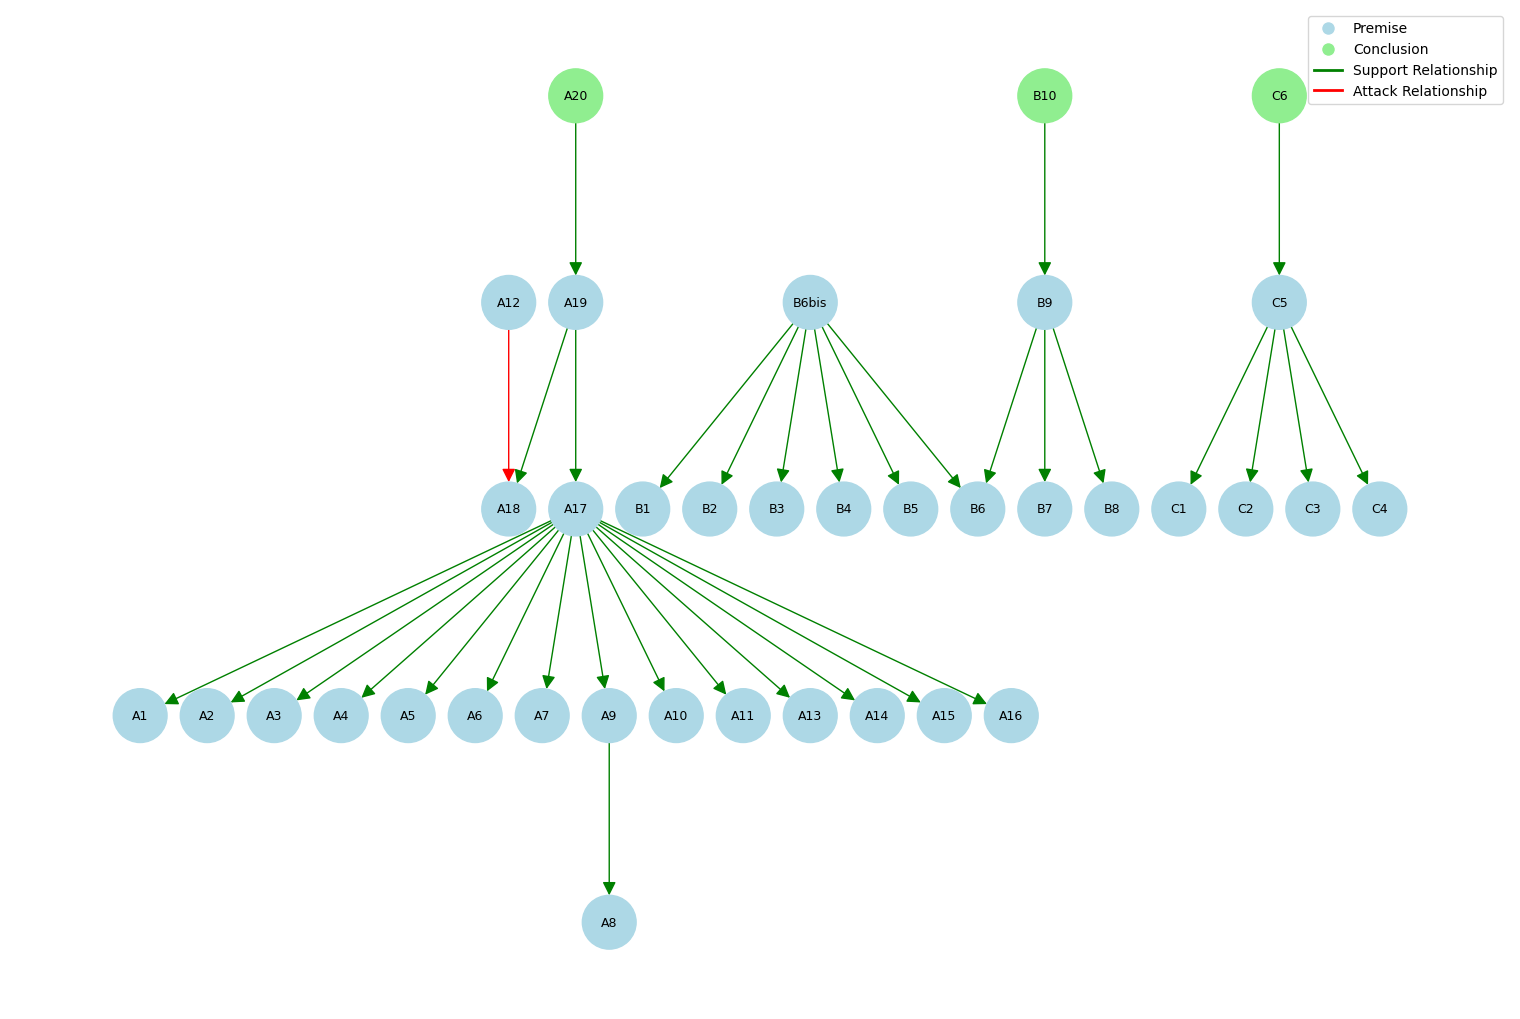 Premise
Conclusion
Support Relationship
Attack Relationship
A20
B10
C6
A12
A19
B6bis
B9
C5
A18
A17
B1
B2
B3
B4
B5
B6
B7
B8
C1
C2
C3
C4
A1
A2
A3
A4
A5
A6
A7
A9
A10
A11
A13
A14
A15
A16
A8